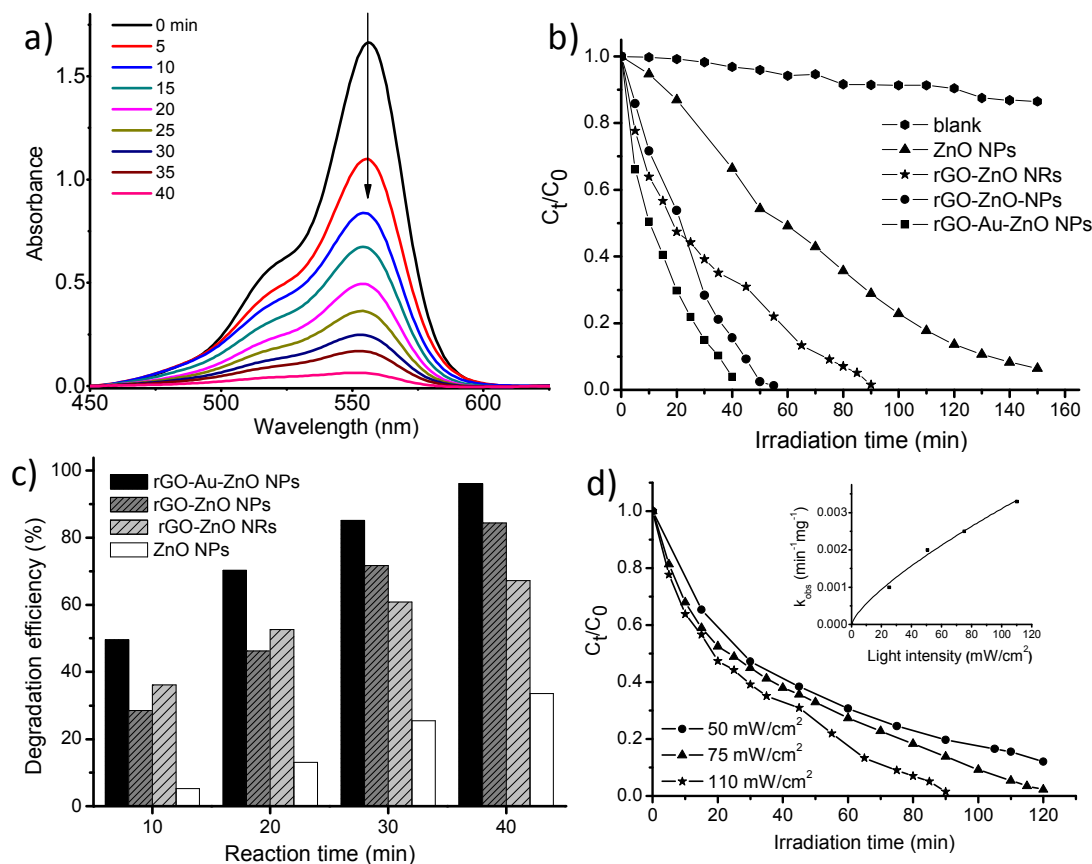 a)
0 min
5
10
15
20
25
30
35
40
1.5
1.0
0.5
0.0
Absorbance
450 500 550 600
Wavelength (nm)
b)
1.0
0.8
0.6
0.4
0.2
0.0
Ct/C0
blank
ZnO NPs
rGO-ZnO NRs
rGO-ZnO-NPs
rGO-Au-ZnO NPs
0 20 40 60 80 100 120 140 160
Irradiation time (min)
c)
100
80
60
40
20
0
Degradation efficiency (%)
rGO-Au-ZnO NPs
rGO-ZnO NPs
rGO-ZnO NRs
ZnO NPs
10 20 30 40
Reaction time (min)
d)
1.0
0.8
0.6
0.4
0.2
0.0
Ct/C0
50 mW/cm²
75 mW/cm²
110 mW/cm²
0 20 40 60 80 100 120
Irradiation time (min)
0.003
0.002
0.001
0.000
kobs (min⁻¹mg⁻¹)
0 20 40 60 80 100 120
Light intensity (mW/cm²)